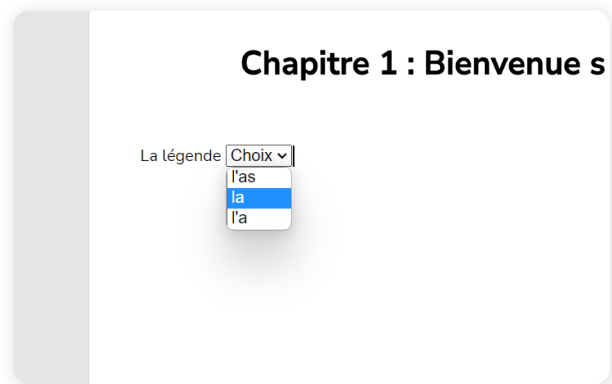 Chapitre 1 : Bienvenue s
La légende Choix
l'as
la
l'a